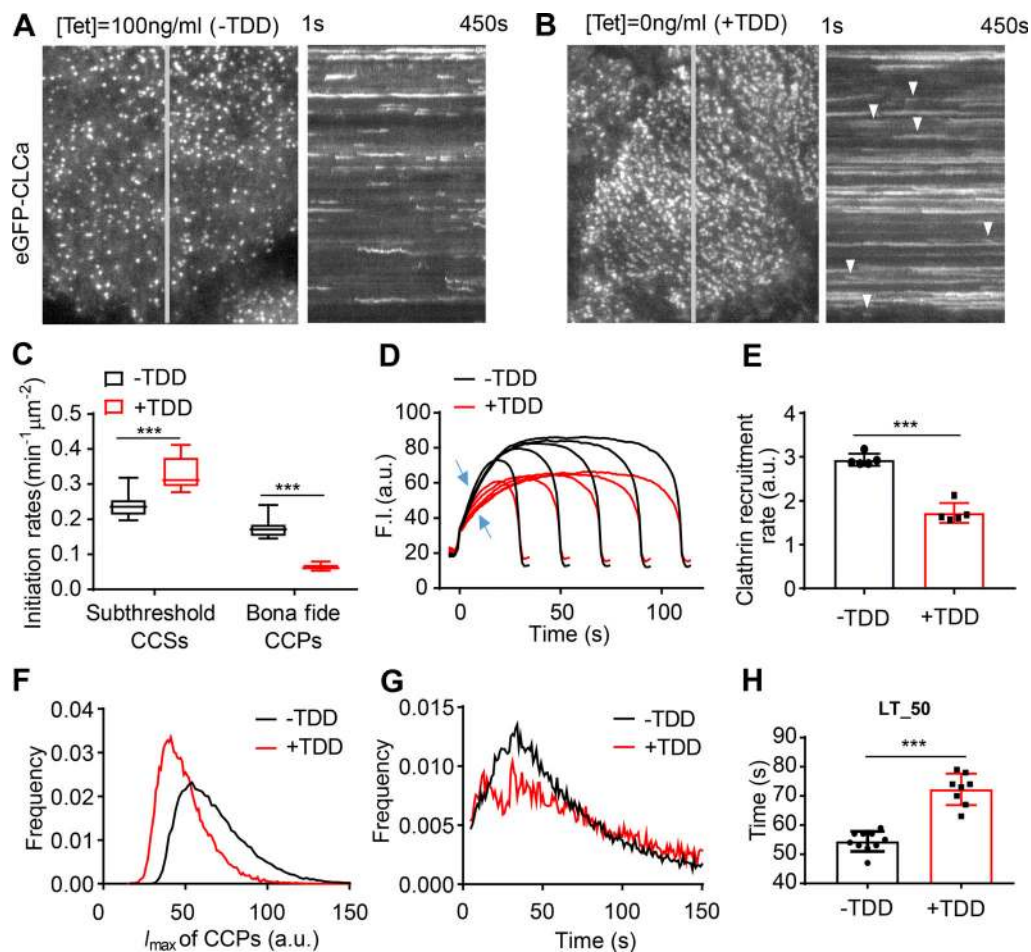 A [Tet]=100ng/ml (-TDD) 1s 450s
B [Tet]=0ng/ml (+TDD) 1s 450s
eGFP-CLCa
C
-TDD
+TDD
Initiation rates(min⁻¹μm⁻²)
0.5
0.4
0.3
0.2
0.1
0.0
***
***
Subthreshold
CCSs
Bona fide
CCPs
D
-TDD
+TDD
F.I.(a.u.)
100
80
60
40
20
0
0 50 100
Time (s)
E
Clathrin recruitment
rate (a.u.)
4
3
2
1
0
***
-TDD
+TDD
F
-TDD
+TDD
Frequency
0.04
0.03
0.02
0.01
0.00
0 50 100 150
Imax of CCPs (a.u.)
G
-TDD
+TDD
Frequency
0.015
0.010
0.005
0.000
0 50 100 150
Time (s)
H
LT_50
***
Time (s)
90
80
70
60
50
40
-TDD
+TDD